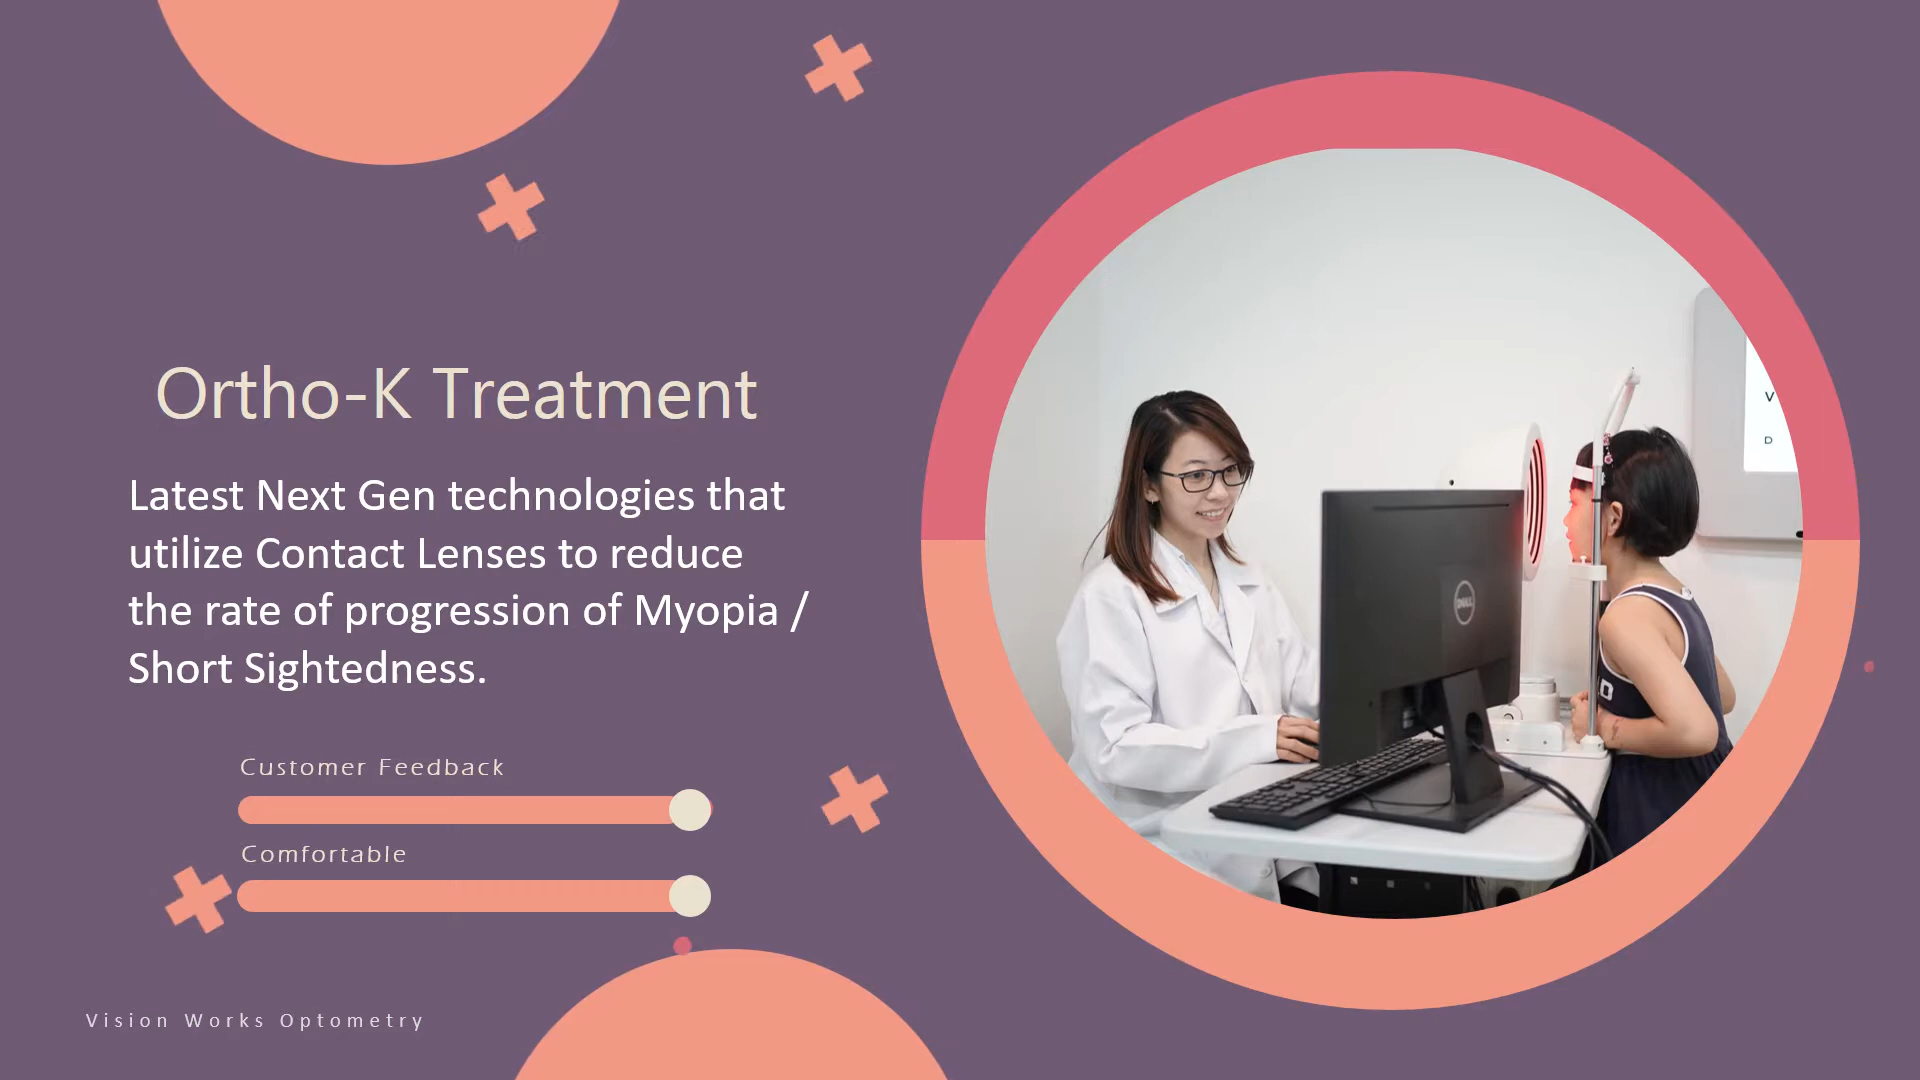 Ortho-K Treatment
Latest Next Gen technologies that
utilize Contact Lenses to reduce
the rate of progression of Myopia /
Short Sightedness.
Customer Feedback
Comfortable
Vision Works Optometry
DELL
V
D